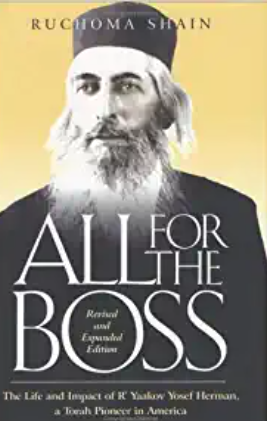 RUCHOMA SHAIN
ALL FOR
THE
BOSS
Revised
and
Expanded
Edition
The Life and Impact of R' Yaakov Yosef Herman,
a Torah Pioneer in America